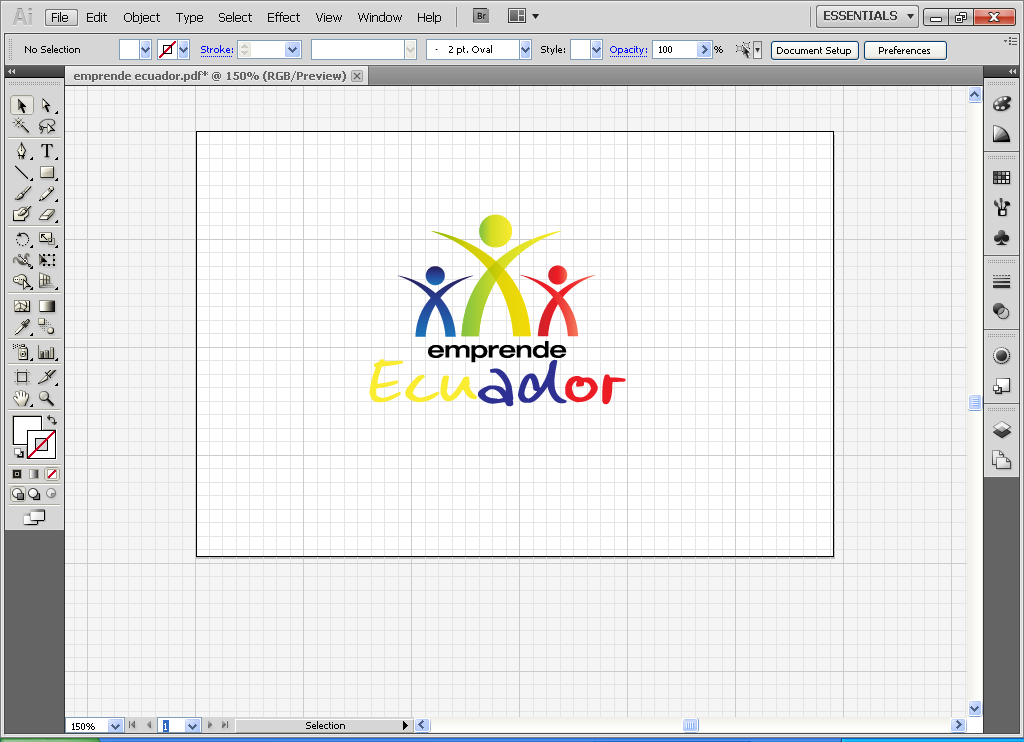 Ai File Edit Object Type Select Effect View Window Help Br ESSENTIALS
No Selection Stroke: 2 pt. Oval Style: Opacity: 100 % Document Setup Preferences
emprende ecuador.pdf* @ 150% (RGB/Preview)
T
emprende
Ecuador
150% 1 Selection